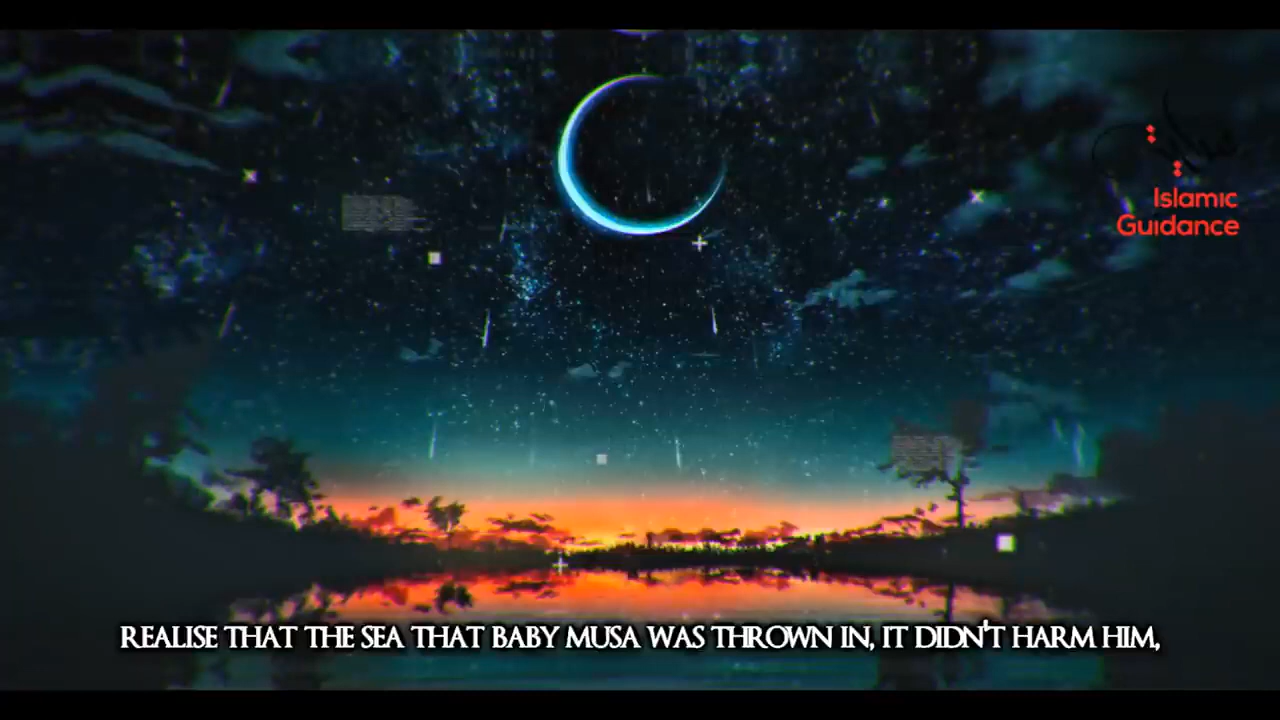 Islamic
Guidance
REALISE THAT THE SEA THAT BABY MUSA WAS THROWN IN, IT DIDN'T HARM HIM,